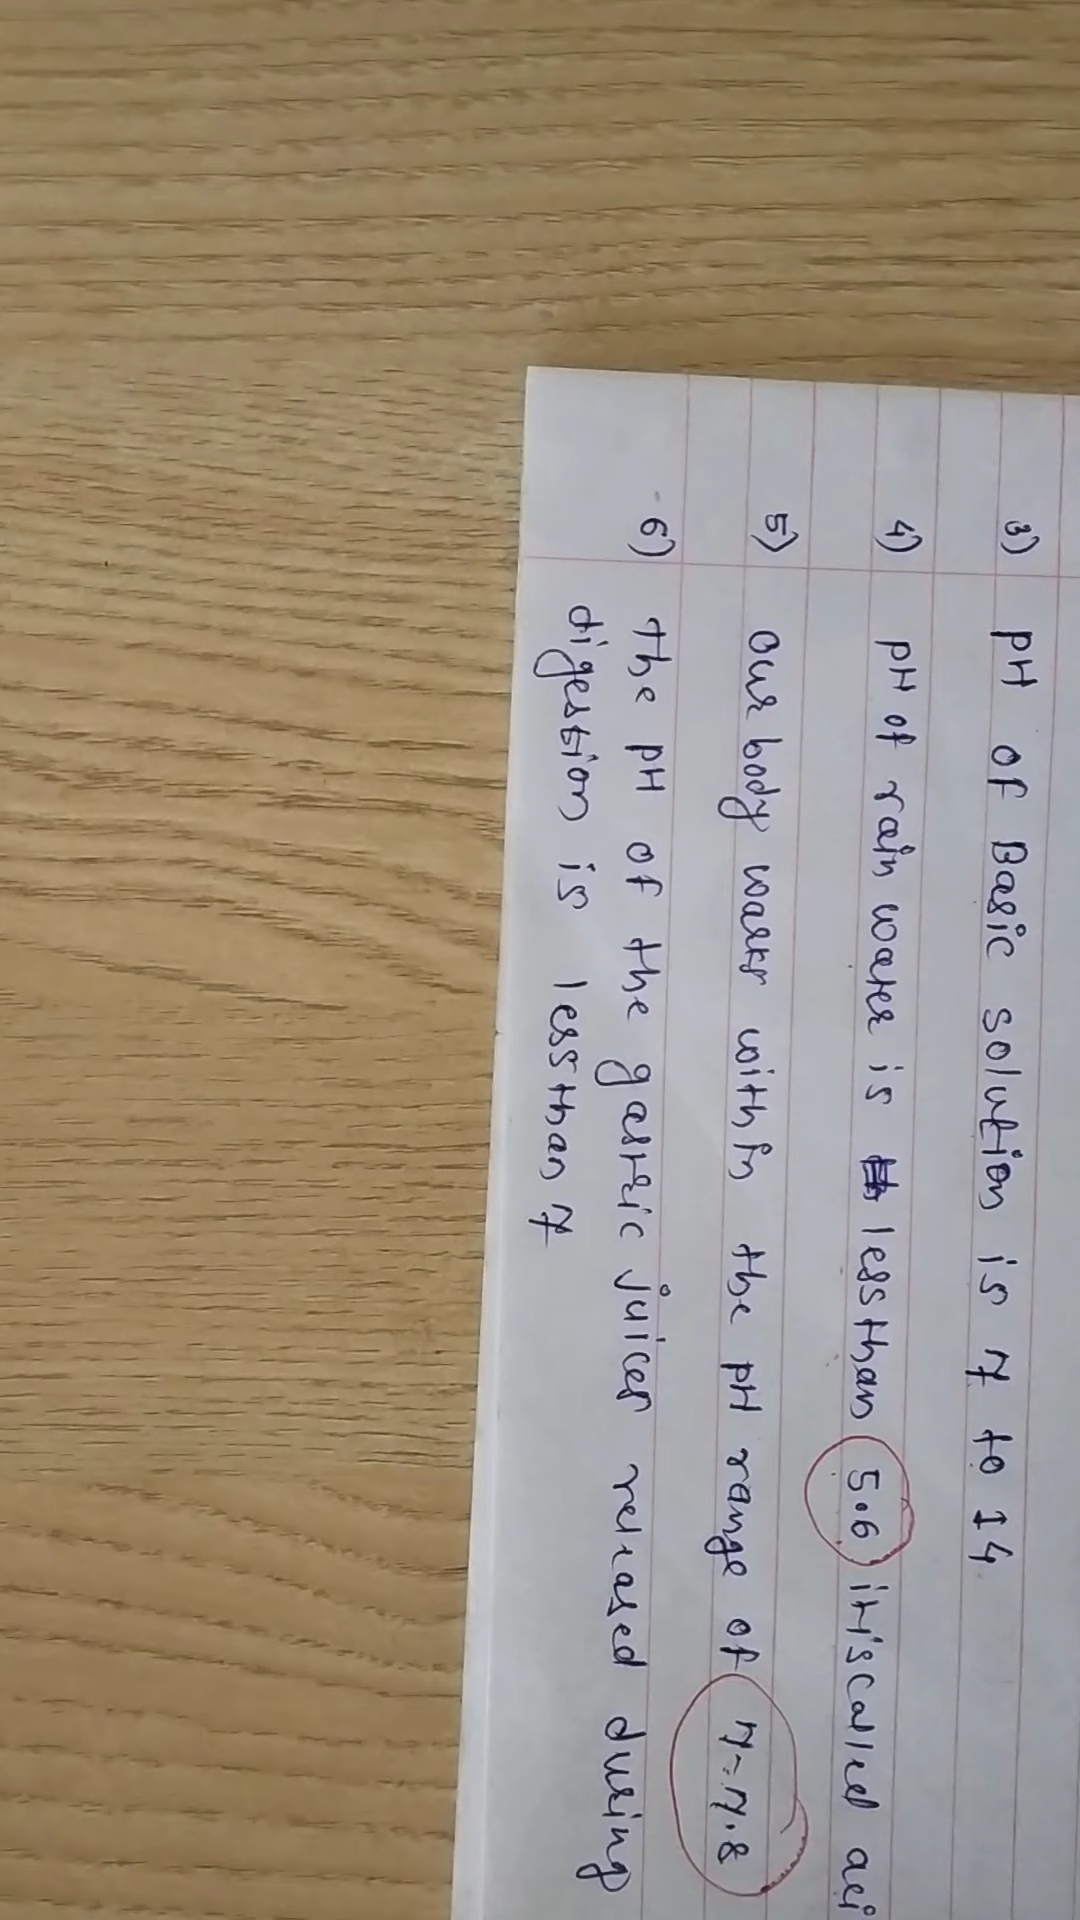 3) pH of Basic solution is 7 to 14
4) pH of rain water is less than 5.6 it is called aci
5) our body works within the pH range of 7-7.8
6) the pH of the gastric juices released during
digestion is less than 7